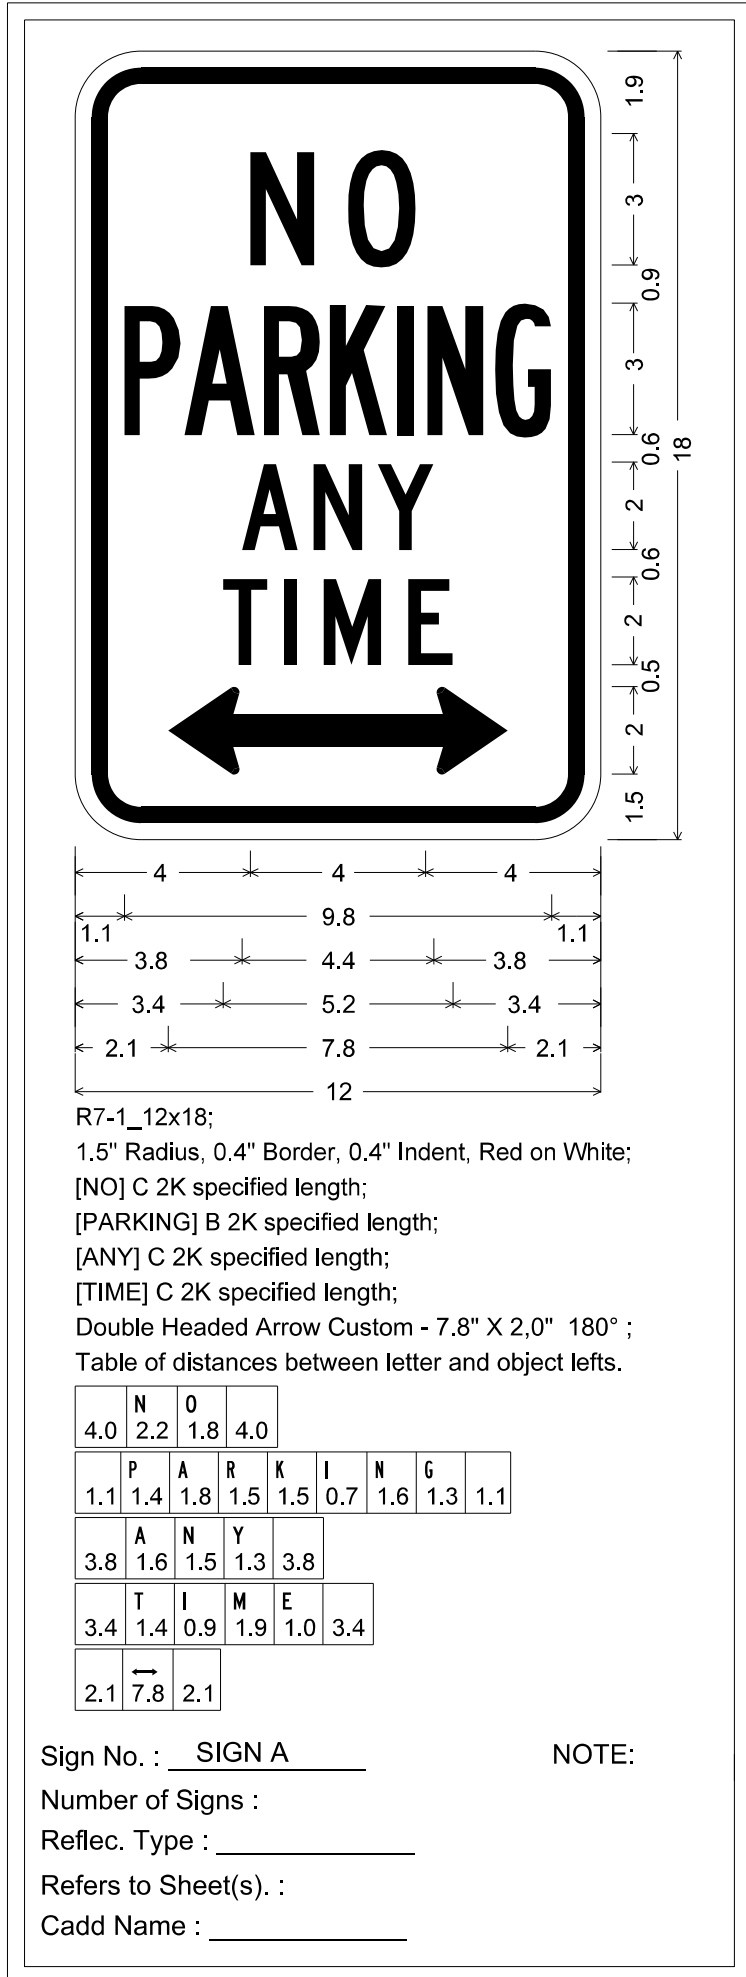 NO
PARKING
ANY
TIME
1.9
3
0.9
3
0.6
2
0.6
2
0.5
2
1.5
18
4 4 4
1.1 9.8 1.1
3.8 4.4 3.8
3.4 5.2 3.4
2.1 7.8 2.1
12
R7-1_12x18;
1.5" Radius, 0.4" Border, 0.4" Indent, Red on White;
[NO] C 2K specified length;
[PARKING] B 2K specified length;
[ANY] C 2K specified length;
[TIME] C 2K specified length;
Double Headed Arrow Custom - 7.8" X 2,0" 180° ;
Table of distances between letter and object lefts.
N O
4.0 2.2 1.8 4.0
P A R K I N G
1.1 1.4 1.8 1.5 1.5 0.7 1.6 1.3 1.1
A N Y
3.8 1.6 1.5 1.3 3.8
T I M E
3.4 1.4 0.9 1.9 1.0 3.4
2.1 7.8 2.1
Sign No. : SIGN A NOTE:
Number of Signs :
Reflec. Type :
Refers to Sheet(s). :
Cadd Name :